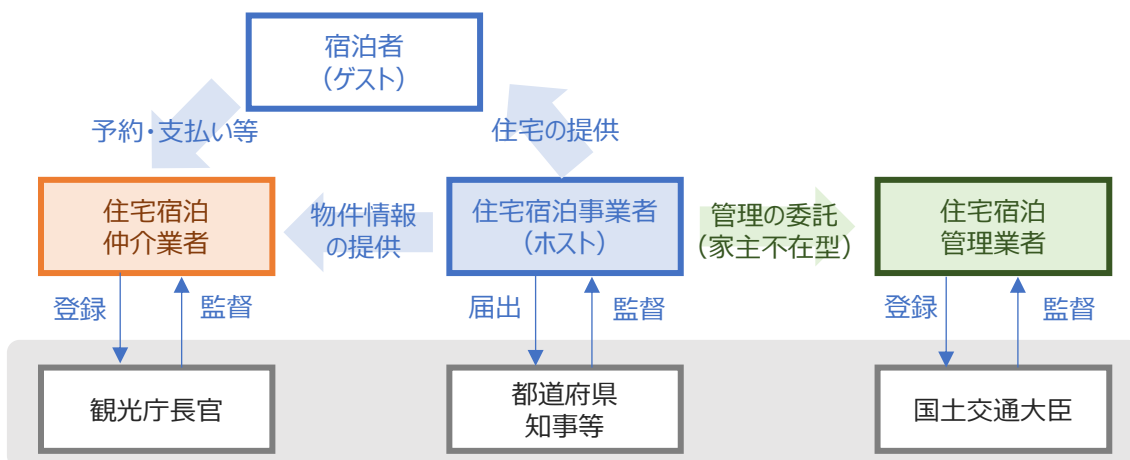 宿泊者
（ゲスト）
予約・支払い等
住宅の提供
住宅宿泊
仲介業者
物件情報
の提供
住宅宿泊事業者
（ホスト）
管理の委託
（家主不在型）
住宅宿泊
管理業者
登録
監督
届出
監督
登録
監督
観光庁長官
都道府県
知事等
国土交通大臣